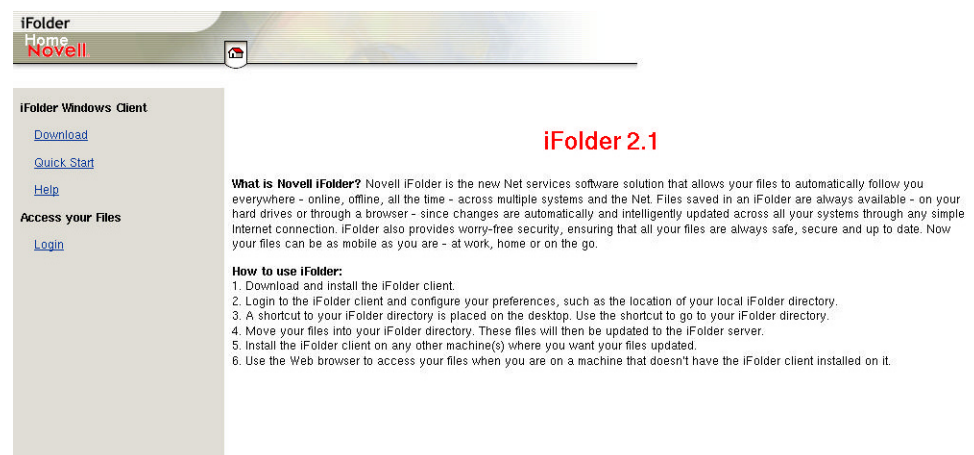 iFolder
Home
Novell
iFolder Windows Client
Download
Quick Start
Help
Access your Files
Login
iFolder 2.1
What is Novell iFolder? Novell iFolder is the new Net services software solution that allows your files to automatically follow you
everywhere - online, offline, all the time - across multiple systems and the Net. Files saved in an iFolder are always available - on your
hard drives or through a browser - since changes are automatically and intelligently updated across all your systems through any simple
Internet connection. iFolder also provides worry-free security, ensuring that all your files are always safe, secure and up to date. Now
your files can be as mobile as you are - at work, home or on the go.
How to use iFolder:
1. Download and install the iFolder client.
2. Login to the iFolder client and configure your preferences, such as the location of your local iFolder directory.
3. A shortcut to your iFolder directory is placed on the desktop. Use the shortcut to go to your iFolder directory.
4. Move your files into your iFolder directory. These files will then be updated to the iFolder server.
5. Install the iFolder client on any other machine(s) where you want your files updated.
6. Use the Web browser to access your files when you are on a machine that doesn't have the iFolder client installed on it.